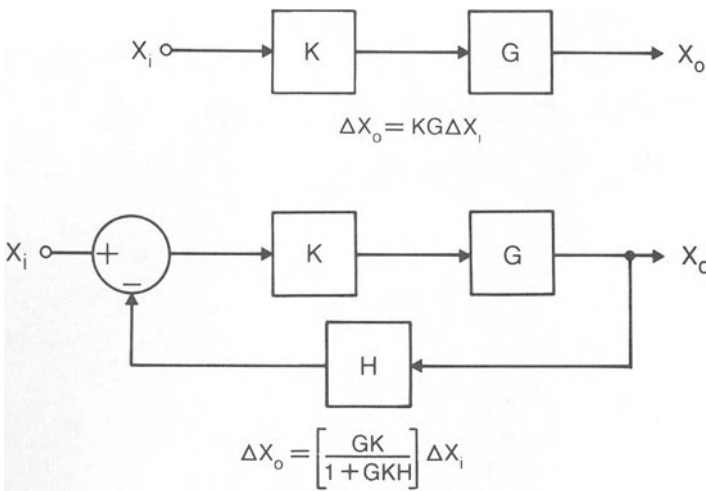 Xi K G Xo
ΔXo = KGΔXi
Xi + K G Xo
−
H
ΔXo = [GK / 1 + GKH] ΔXi